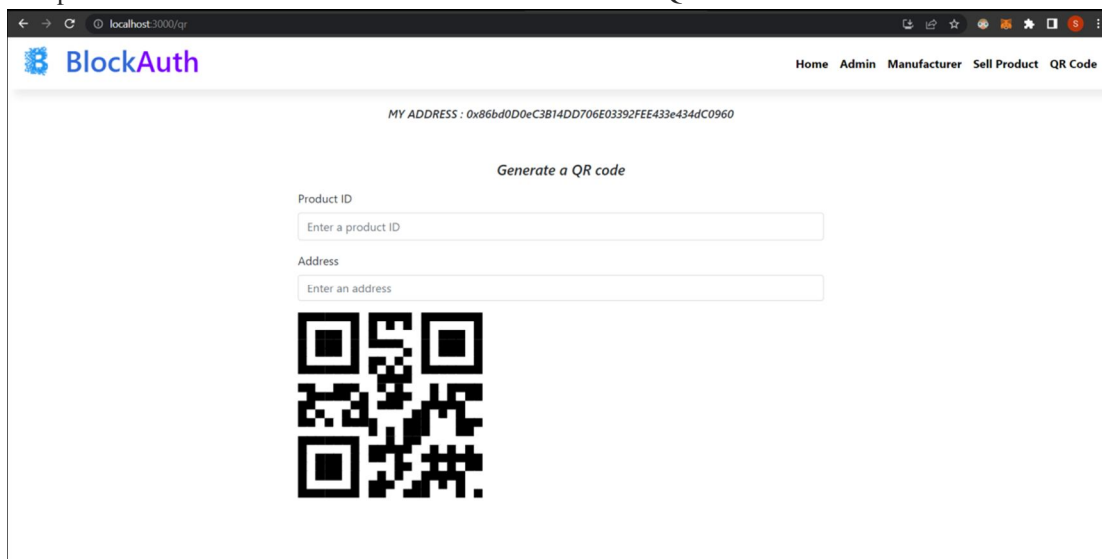 localhost:3000/qr
S
BlockAuth
Home Admin Manufacturer Sell Product QR Code
MY ADDRESS : 0x86bd0D0eC3B14DD706E03392FEE433e434dC0960
Generate a QR code
Product ID
Enter a product ID
Address
Enter an address